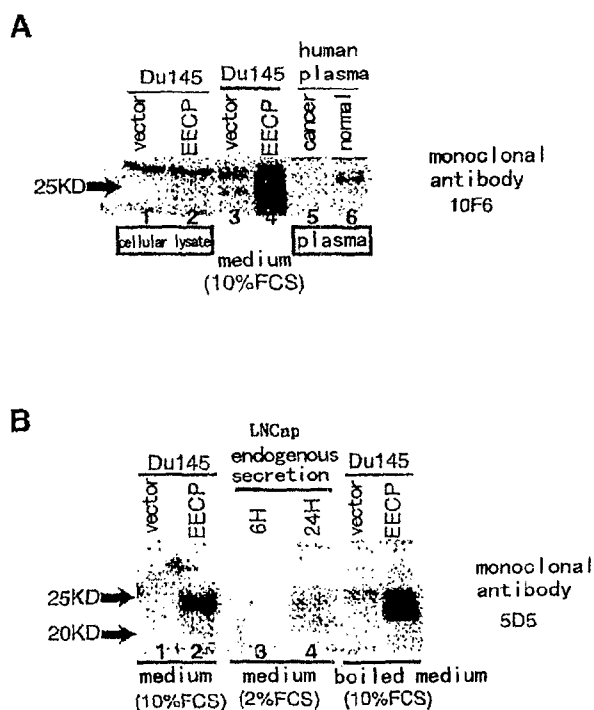 A
human
Du145 Du145 plasma
vector EECP vector EECP cancer normal
25KD
monoclonal
antibody
10F6
1 2 3 4 5 6
cellular lysate
plasma
medium
(10%FCS)
B
LNCap
endogenous
secretion
Du145 Du145
vector EECP 6H 24H vector EECP
25KD
20KD
monoclonal
antibody
5D5
1 2 3 4
medium medium boiled medium
(10%FCS) (2%FCS) (10%FCS)